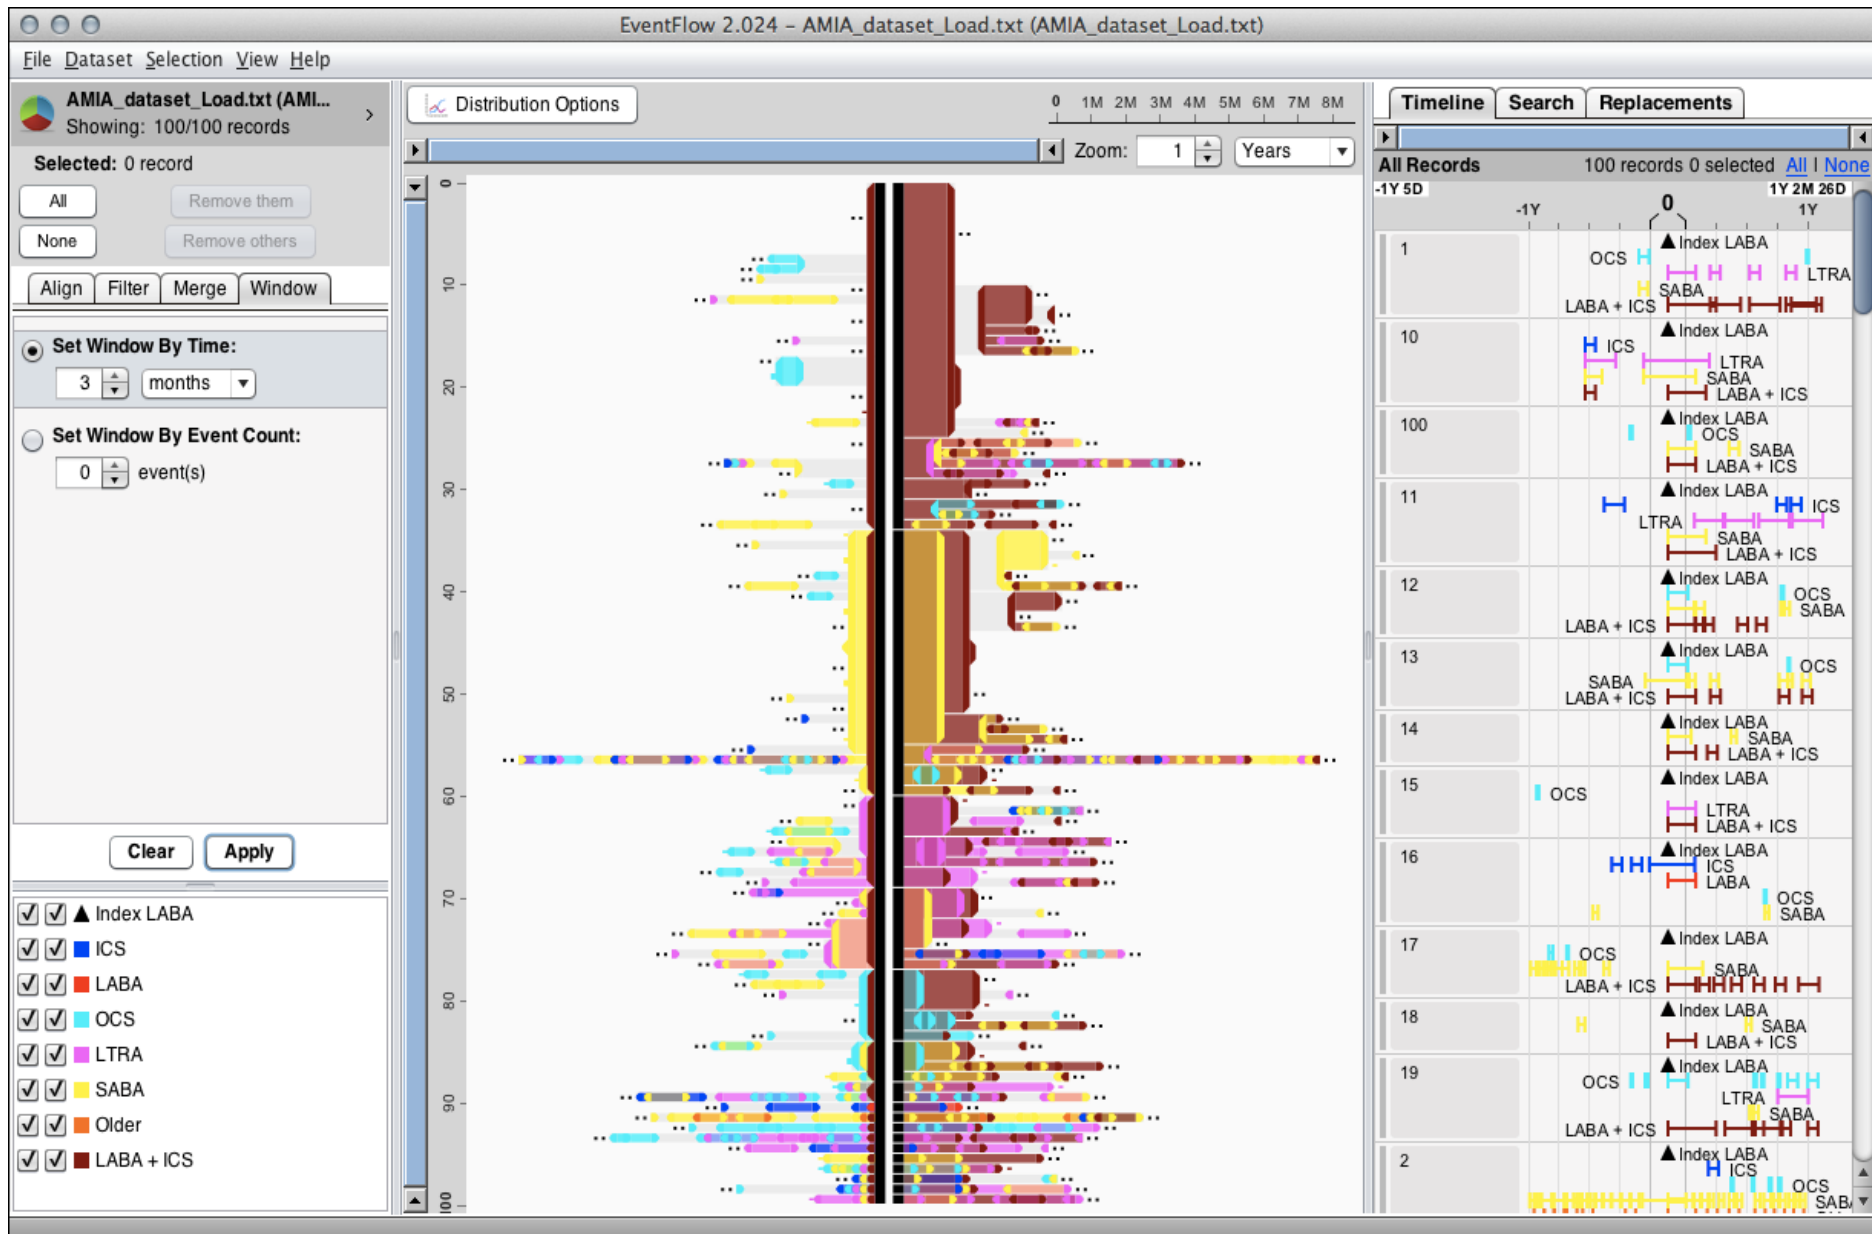 EventFlow 2.024 – AMIA_dataset_Load.txt (AMIA_dataset_Load.txt)
File Dataset Selection View Help
AMIA_dataset_Load.txt (AMI...
Showing: 100/100 records
Selected: 0 record
All
Remove them
None
Remove others
Align
Filter
Merge
Window
Set Window By Time:
3
months
Set Window By Event Count:
0
event(s)
Clear
Apply
Index LABA
ICS
LABA
OCS
LTRA
SABA
Older
LABA + ICS
Distribution Options
0 1M 2M 3M 4M 5M 6M 7M 8M
Zoom:
1
Years
0
10
20
30
40
50
60
70
80
90
100
Timeline
Search
Replacements
All Records
100 records 0 selected All | None
-1Y 5D
1Y 2M 26D
-1Y
0
1Y
1
Index LABA
OCS
LTRA
SABA
LABA + ICS
10
Index LABA
ICS
LTRA
SABA
LABA + ICS
100
Index LABA
OCS
SABA
LABA + ICS
11
Index LABA
ICS
LTRA
SABA
LABA + ICS
12
Index LABA
OCS
SABA
LABA + ICS
13
Index LABA
OCS
SABA
LABA + ICS
14
Index LABA
SABA
LABA + ICS
15
Index LABA
OCS
LTRA
LABA + ICS
16
Index LABA
ICS
LABA
OCS
SABA
17
Index LABA
OCS
SABA
LABA + ICS
18
Index LABA
SABA
LABA + ICS
19
Index LABA
OCS
LTRA
SABA
LABA + ICS
2
Index LABA
ICS
OCS